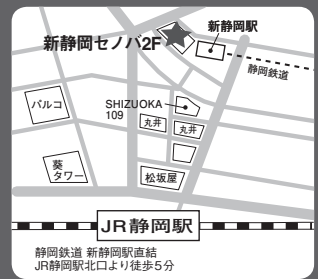 新静岡駅
新静岡セノバ2F
静岡鉄道
パルコ
SHIZUOKA
109
丸井
丸井
葵
タワー
松坂屋
JR静岡駅
静岡鉄道 新静岡駅直結
JR静岡駅北口より徒歩5分